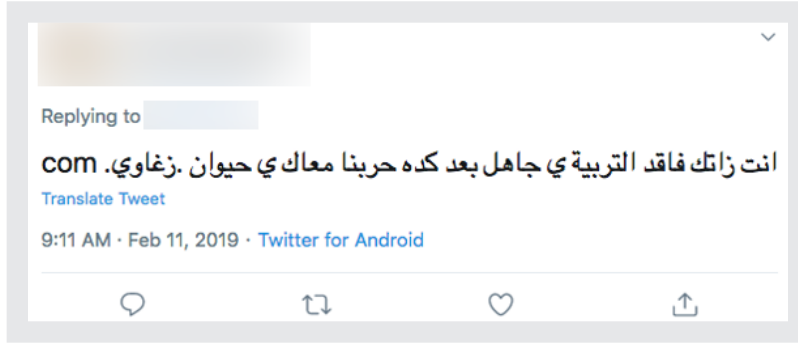 Replying to
انت زاتك فاقد التربية ي جاهل بعد كده حربنا معاك ي حيوان .زغاوي. com
Translate Tweet
9:11 AM · Feb 11, 2019 · Twitter for Android